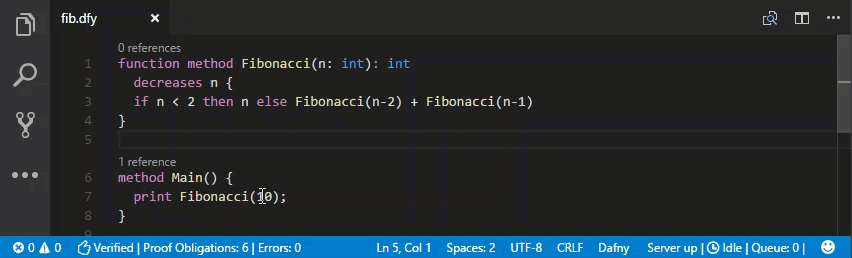 fib.dfy
0 references
1 function method Fibonacci(n: int): int
2 decreases n {
3 if n < 2 then n else Fibonacci(n-2) + Fibonacci(n-1)
4 }
5
1 reference
6 method Main() {
7 print Fibonacci(10);
8 }
9
0 0 Verified | Proof Obligations: 6 | Errors: 0 Ln 5, Col 1 Spaces: 2 UTF-8 CRLF Dafny Server up | Idle | Queue: 0 |